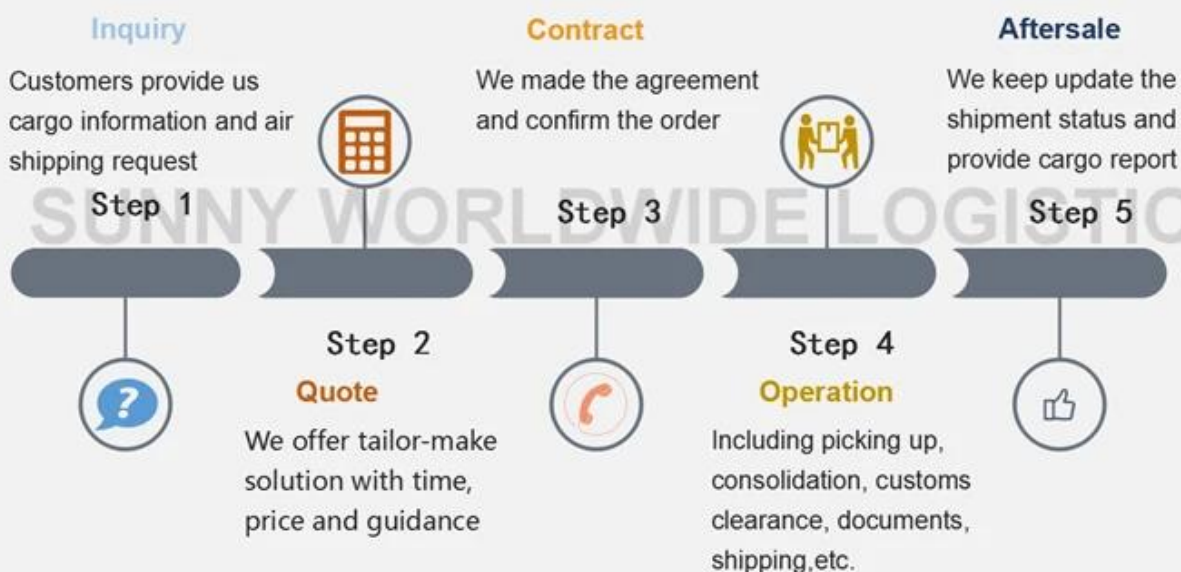 Inquiry
Customers provide us
cargo information and air
shipping request
Step 1
Step 2
Quote
We offer tailor-make
solution with time,
price and guidance
Contract
We made the agreement
and confirm the order
Step 3
Step 4
Operation
Including picking up,
consolidation, customs
clearance, documents,
shipping,etc.
Aftersale
We keep update the
shipment status and
provide cargo report
Step 5
SUNNY WORLDWIDE LOGISTIC
?